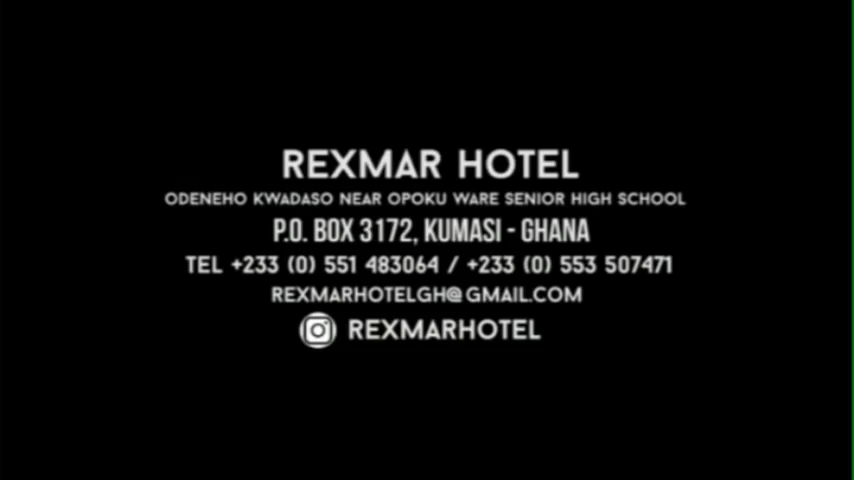 REXMAR HOTEL
ODENEHO KWADASO NEAR OPOKU WARE SENIOR HIGH SCHOOL
P.O. BOX 3172, KUMASI - GHANA
TEL +233 (0) 551 483064 / +233 (0) 553 507471
REXMARHOTELGH@GMAIL.COM
REXMARHOTEL